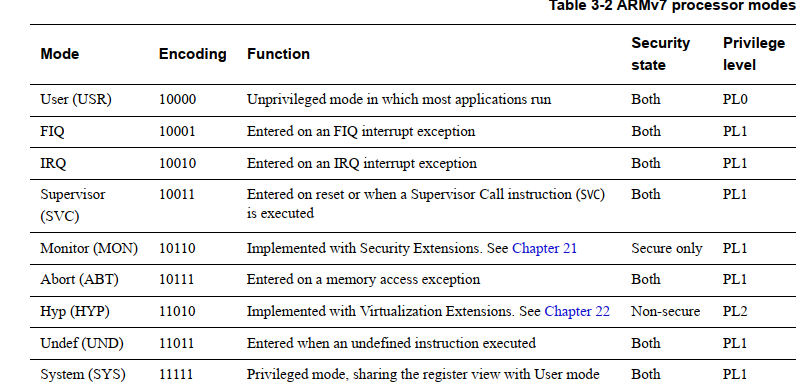 Table 3-2 ARMv7 processor modes
Mode Encoding Function Security state Privilege level
User (USR) 10000 Unprivileged mode in which most applications run Both PL0
FIQ 10001 Entered on an FIQ interrupt exception Both PL1
IRQ 10010 Entered on an IRQ interrupt exception Both PL1
Supervisor (SVC) 10011 Entered on reset or when a Supervisor Call instruction (SVC) is executed Both PL1
Monitor (MON) 10110 Implemented with Security Extensions. See Chapter 21 Secure only PL1
Abort (ABT) 10111 Entered on a memory access exception Both PL1
Hyp (HYP) 11010 Implemented with Virtualization Extensions. See Chapter 22 Non-secure PL2
Undef (UND) 11011 Entered when an undefined instruction executed Both PL1
System (SYS) 11111 Privileged mode, sharing the register view with User mode Both PL1